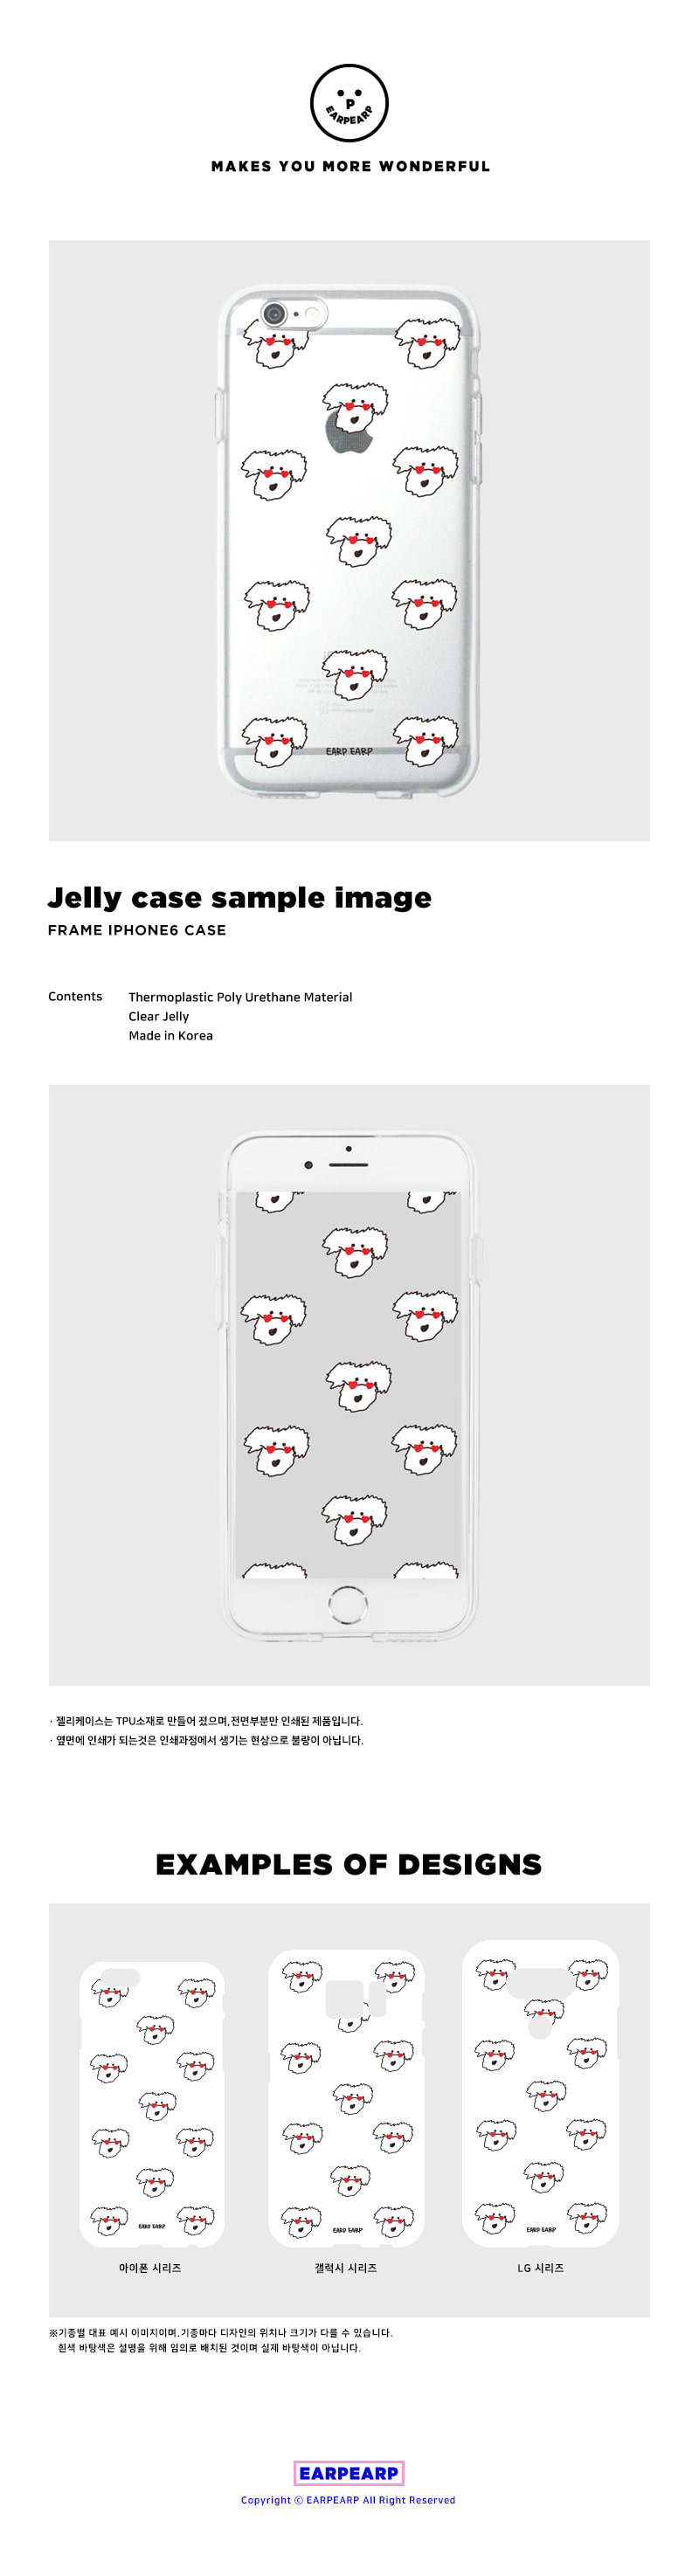 P
EARPEARP
MAKES YOU MORE WONDERFUL
EARP EARP
Jelly case sample image
FRAME IPHONE6 CASE
Contents Thermoplastic Poly Urethane Material
Clear Jelly
Made in Korea
· 젤리케이스는 TPU소재로 만들어 졌으며,전면부분만 인쇄된 제품입니다.
· 옆먼에 인쇄가 되는것은 인쇄과정에서 생기는 현상으로 불량이 아닙니다.
EXAMPLES OF DESIGNS
EARP EARP
EARP EARP
EARP EARP
아이폰 시리즈
갤럭시 시리즈
LG 시리즈
※기종별 대표 예시 이미지이며,기종마다 디자인의 위치나 크기가 다를 수 있습니다.
흰색 바탕색은 설명을 위해 임의로 배치된 것이며 실제 바탕색이 아닙니다.
EARPEARP
Copyright ⓒ EARPEARP All Right Reserved